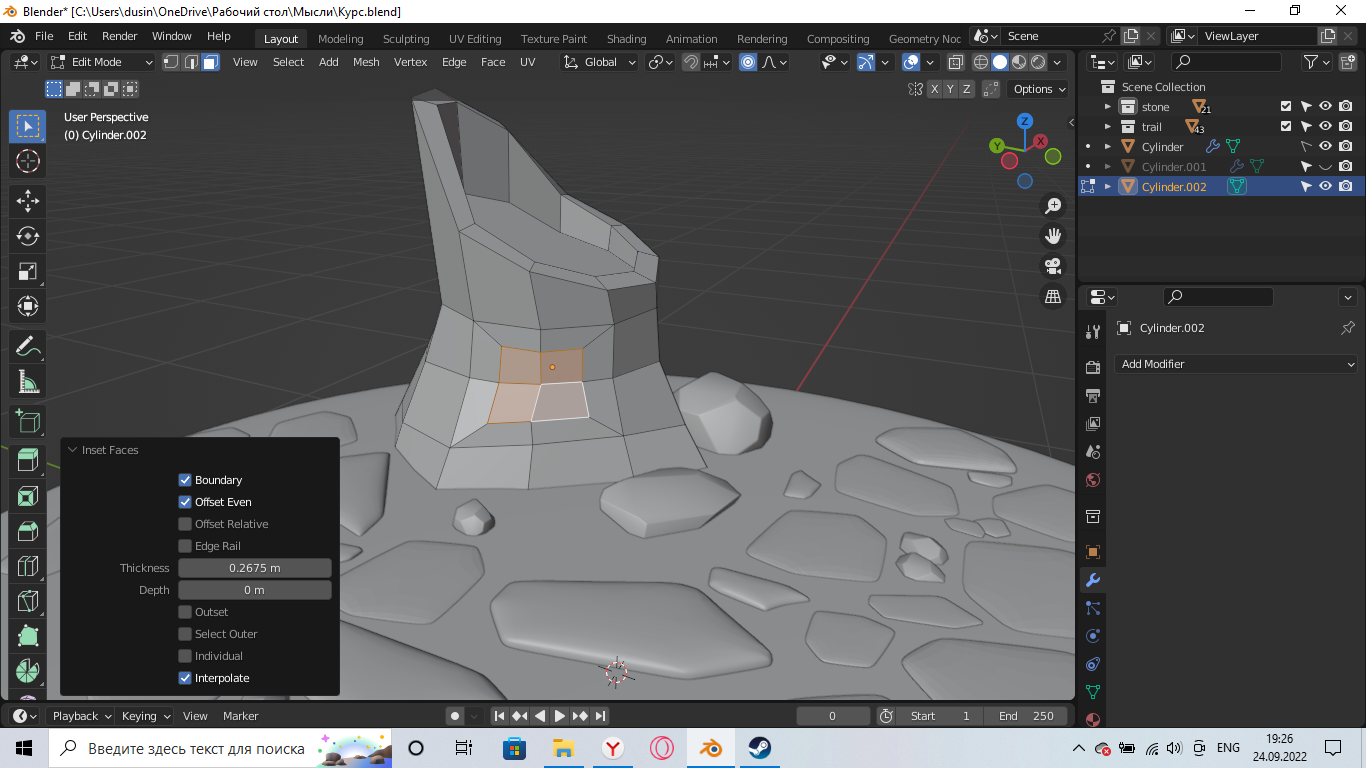 Blender* [C:\Users\dusin\OneDrive\Рабочий стол\Мысли\Курс.blend]
File Edit Render Window Help Layout Modeling Sculpting UV Editing Texture Paint Shading Animation Rendering Compositing Geometry Noc Scene ViewLayer
Edit Mode View Select Add Mesh Vertex Edge Face UV Global
X Y Z Options
User Perspective
(0) Cylinder.002
Z
Y X
Scene Collection
stone 21
trail 43
Cylinder
Cylinder.001
Cylinder.002
Cylinder.002
Add Modifier
Inset Faces
Boundary
Offset Even
Offset Relative
Edge Rail
Thickness 0.2675 m
Depth 0 m
Outset
Select Outer
Individual
Interpolate
Playback Keying View Marker 0 Start 1 End 250
Введите здесь текст для поиска
ENG
19:26
24.09.2022